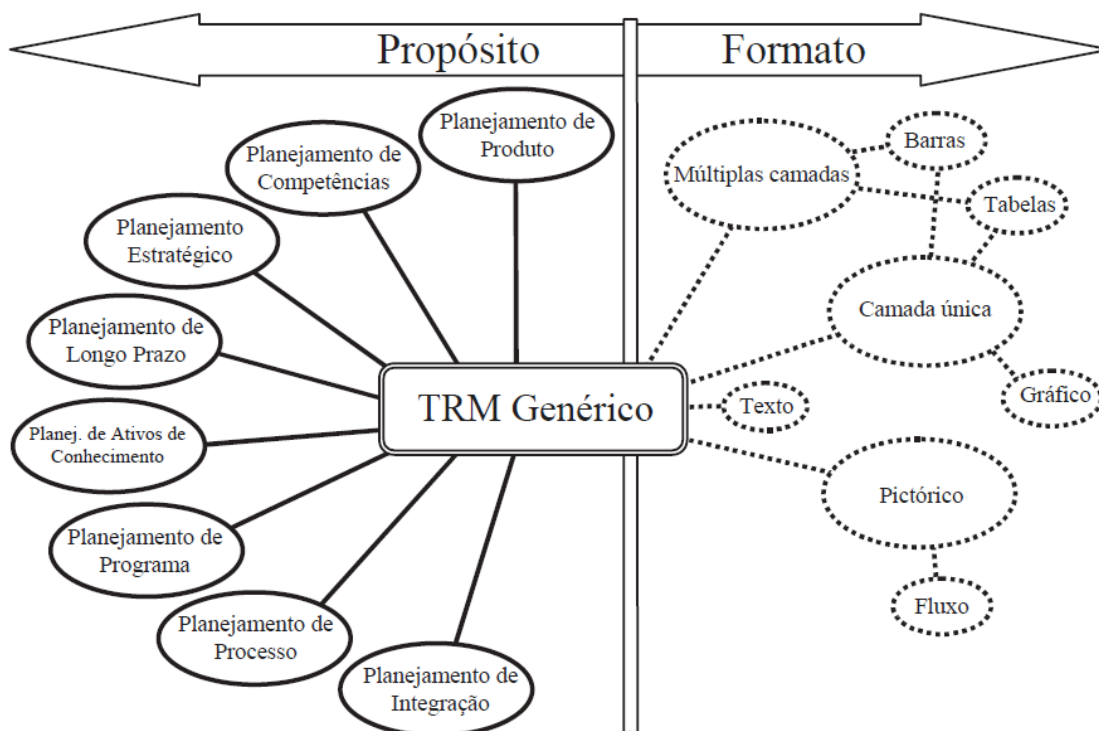 Propósito
Formato
Planejamento de
Produto
Planejamento de
Competências
Planejamento
Estratégico
Planejamento de
Longo Prazo
Planej. de Ativos de
Conhecimento
Planejamento de
Programa
Planejamento de
Processo
Planejamento de
Integração
TRM Genérico
Múltiplas camadas
Barras
Tabelas
Camada única
Gráfico
Texto
Pictórico
Fluxo